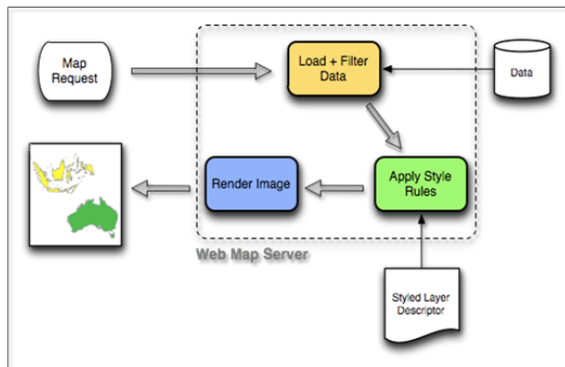 Map
Request
Load + Filter
Data
Data
Render Image
Apply Style
Rules
Web Map Server
Styled Layer
Descriptor